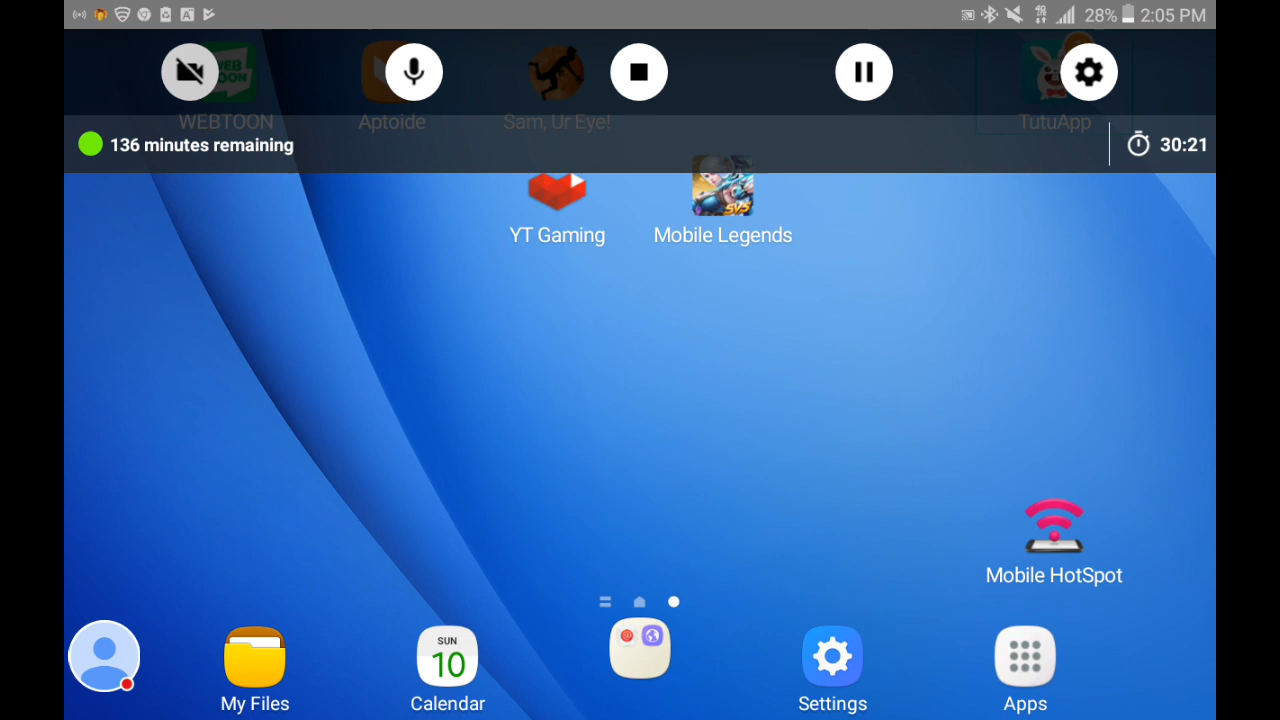 28% 2:05 PM
WEBTOON Aptoide Sam, Ur Eye! TutuApp
136 minutes remaining 30:21
YT Gaming Mobile Legends
5V5
Mobile HotSpot
SUN
10
My Files Calendar Settings Apps